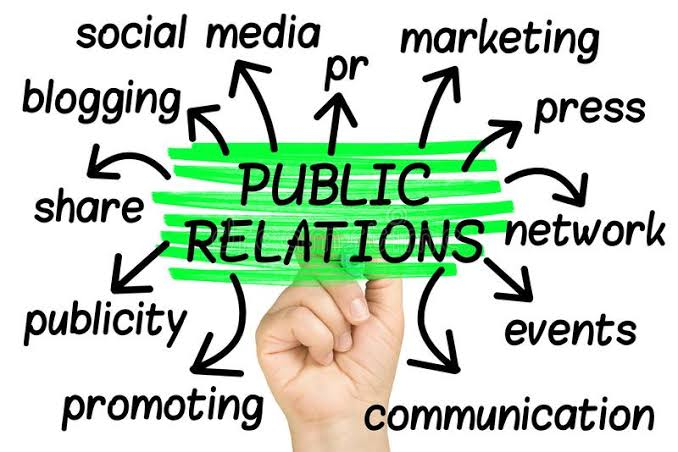 social media
marketing
pr
blogging
press
PUBLIC
RELATIONS
share
network
publicity
events
promoting
communication